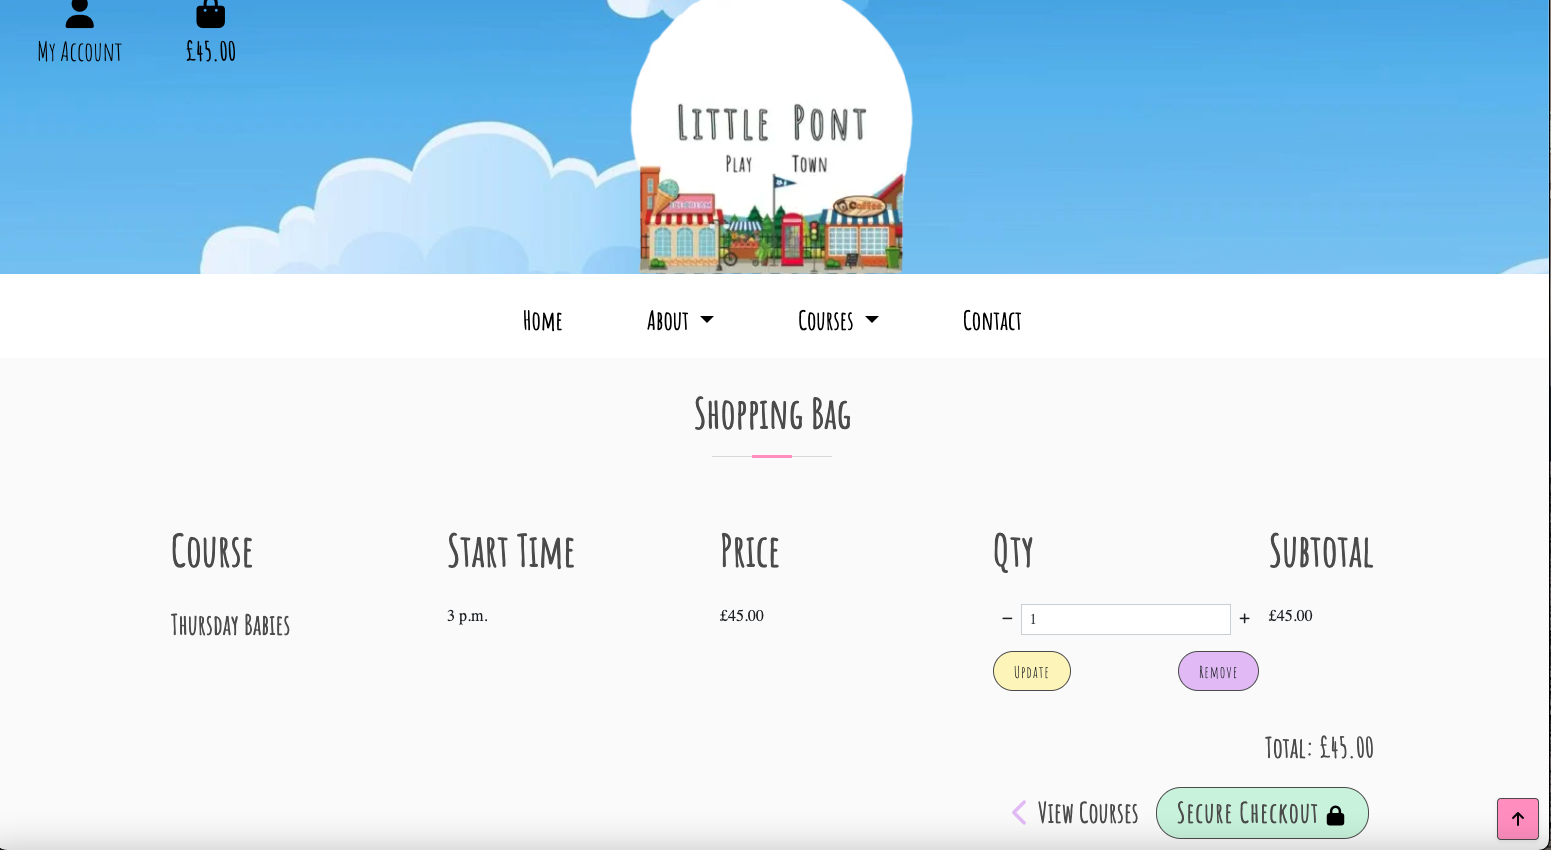 My Account
£45.00
Little Pont
Play Town
Coffee
Home
About
Courses
Contact
Shopping Bag
Course
Start Time
Price
Qty
Subtotal
Thursday Babies
3 p.m.
£45.00
− 1 +
£45.00
Update
Remove
Total: £45.00
View Courses
Secure Checkout